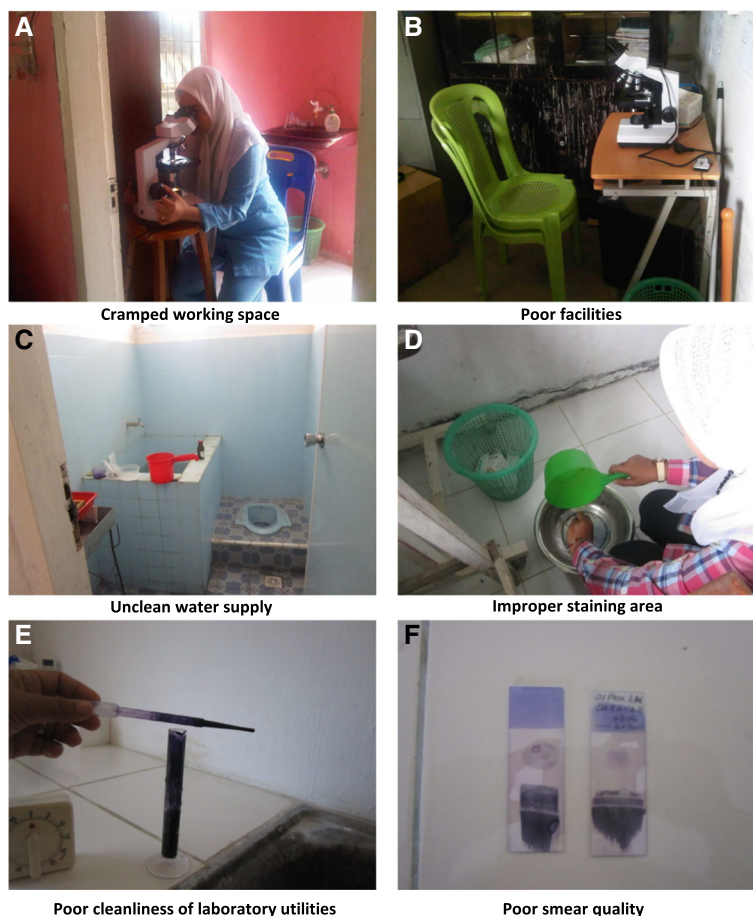 A
B
Cramped working space
Poor facilities
C
D
Unclean water supply
Improper staining area
E
F
Poor cleanliness of laboratory utilities
Poor smear quality